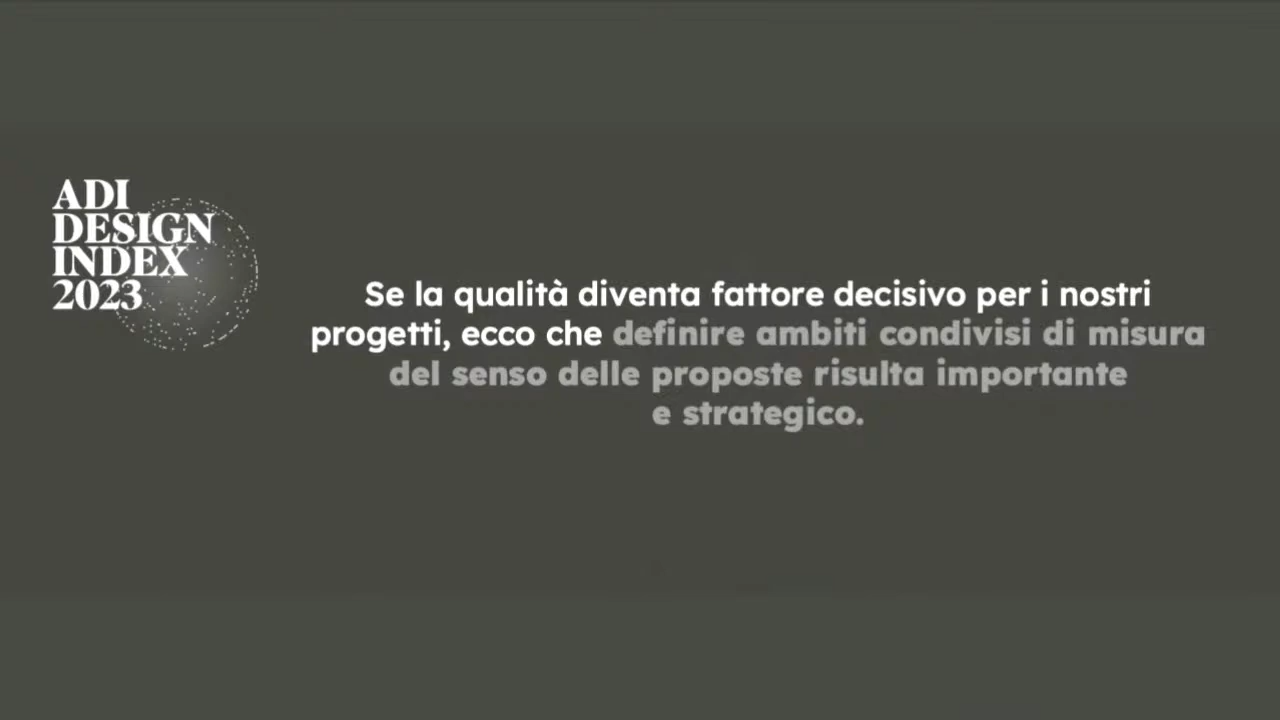 ADI
DESIGN
INDEX
2023
Se la qualità diventa fattore decisivo per i nostri
progetti, ecco che definire ambiti condivisi di misura
del senso delle proposte risulta importante
e strategico.